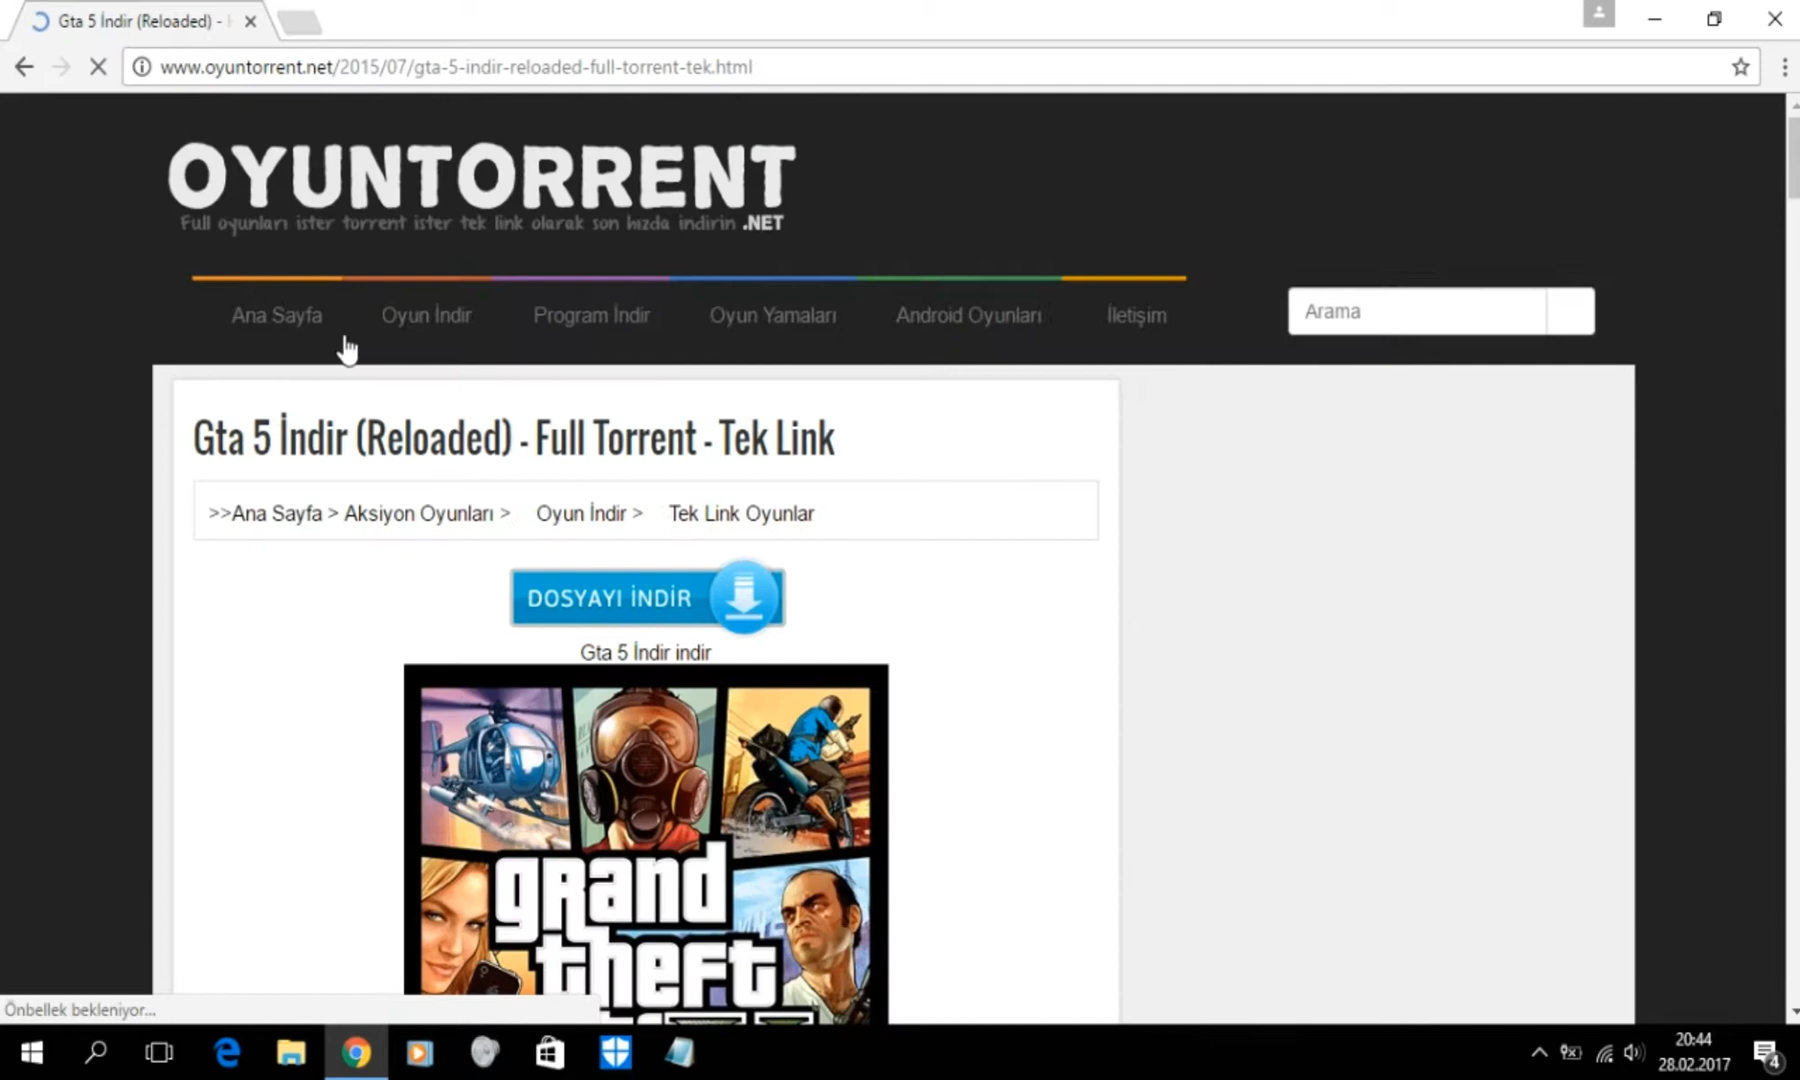 Gta 5 İndir (Reloaded) -
www.oyuntorrent.net/2015/07/gta-5-indir-reloaded-full-torrent-tek.html
OYUNTORRENT
Full oyunları ister torrent ister tek link olarak son hızda indirin .NET
Ana Sayfa Oyun İndir Program İndir Oyun Yamaları Android Oyunları İletişim Arama
Gta 5 İndir (Reloaded) - Full Torrent - Tek Link
>>Ana Sayfa > Aksiyon Oyunları > Oyun İndir > Tek Link Oyunlar
DOSYAYI İNDİR
Gta 5 İndir indir
grand
theft
Önbellek bekleniyor...
20:44
28.02.2017
4